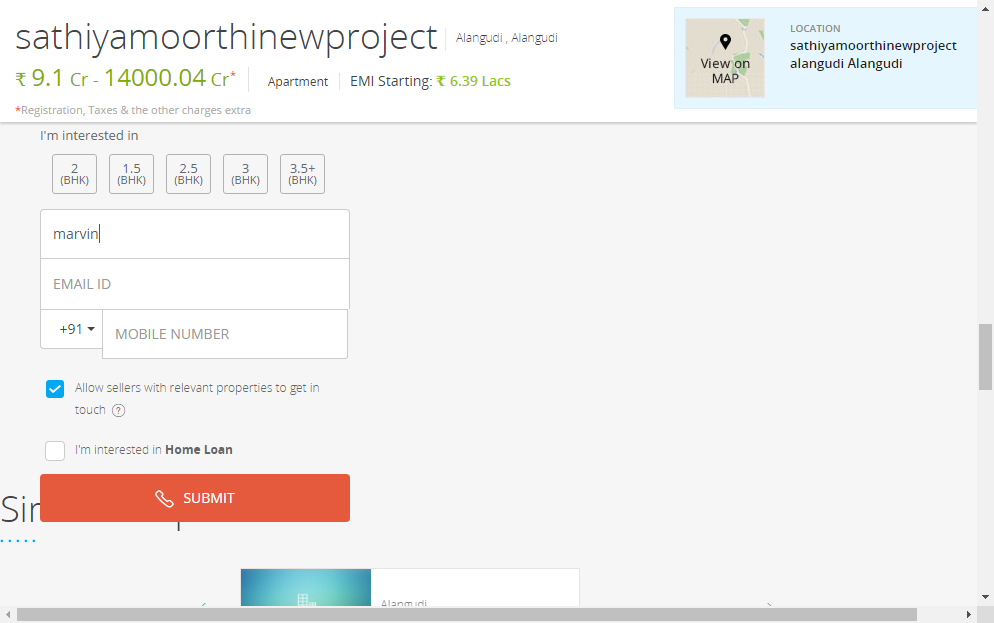 sathiyamoorthinewproject
Alangudi , Alangudi
₹ 9.1 Cr - 14000.04 Cr*
Apartment
EMI Starting: ₹ 6.39 Lacs
*Registration, Taxes & the other charges extra
View on
MAP
LOCATION
sathiyamoorthinewproject
alangudi Alangudi
I'm interested in
2
(BHK)
1.5
(BHK)
2.5
(BHK)
3
(BHK)
3.5+
(BHK)
marvin
EMAIL ID
+91
MOBILE NUMBER
Allow sellers with relevant properties to get in
touch ?
I'm interested in Home Loan
SUBMIT
Alangudi